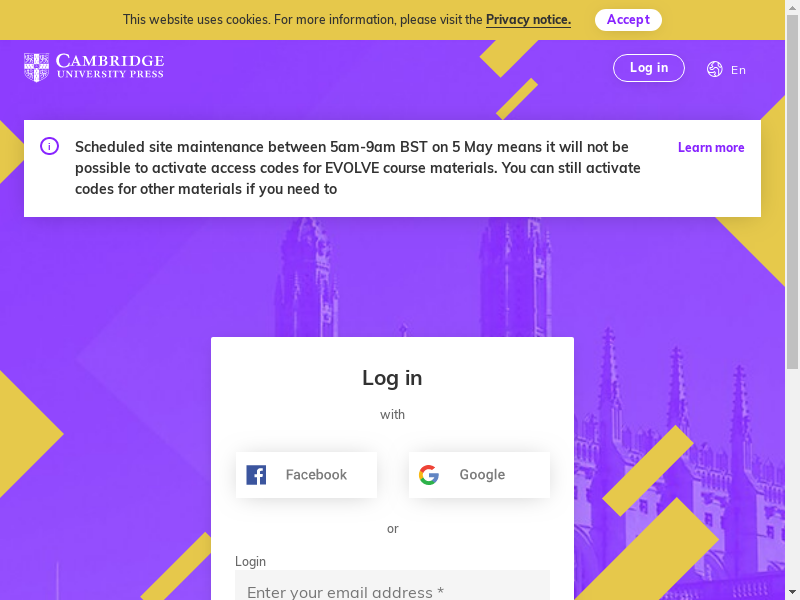 This website uses cookies. For more information, please visit the Privacy notice. Accept
CAMBRIDGE
UNIVERSITY PRESS
Log in
En
Scheduled site maintenance between 5am-9am BST on 5 May means it will not be
possible to activate access codes for EVOLVE course materials. You can still activate
codes for other materials if you need to
Learn more
Log in
with
Facebook
Google
or
Login
Enter your email address *